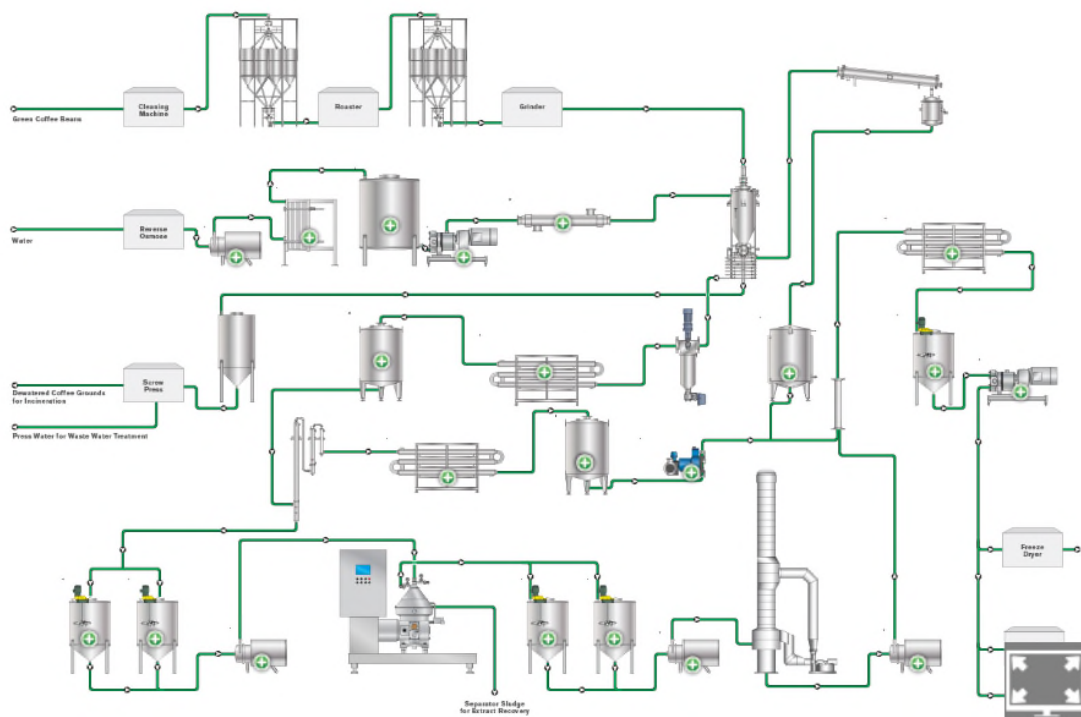 Cleaning
Machine
Roaster
Grinder
Green Coffee Beans
Reverse
Osmose
Water
Screw
Press
Dewatered Coffee Grounds
for Incineration
Press Water for Waste Water Treatment
Freeze
Dryer
Separator Sludge
for Extract Recovery